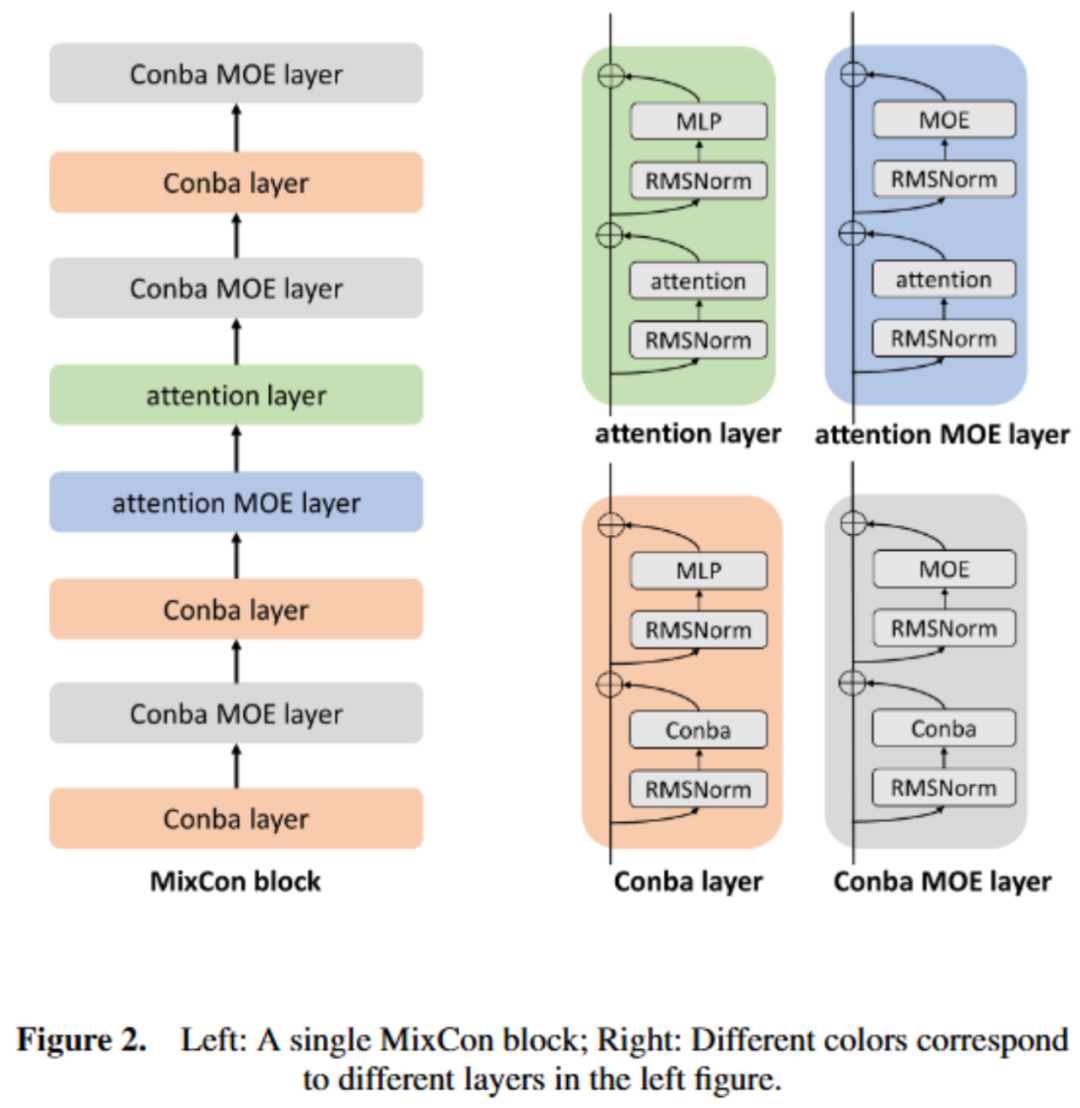 Conba MOE layer
Conba layer
Conba MOE layer
attention layer
attention MOE layer
Conba layer
Conba MOE layer
Conba layer
MixCon block
MLP
RMSNorm
attention
RMSNorm
attention layer
MOE
RMSNorm
attention
RMSNorm
attention MOE layer
MLP
RMSNorm
Conba
RMSNorm
Conba layer
MOE
RMSNorm
Conba
RMSNorm
Conba MOE layer
Figure 2. Left: A single MixCon block; Right: Different colors correspond
to different layers in the left figure.